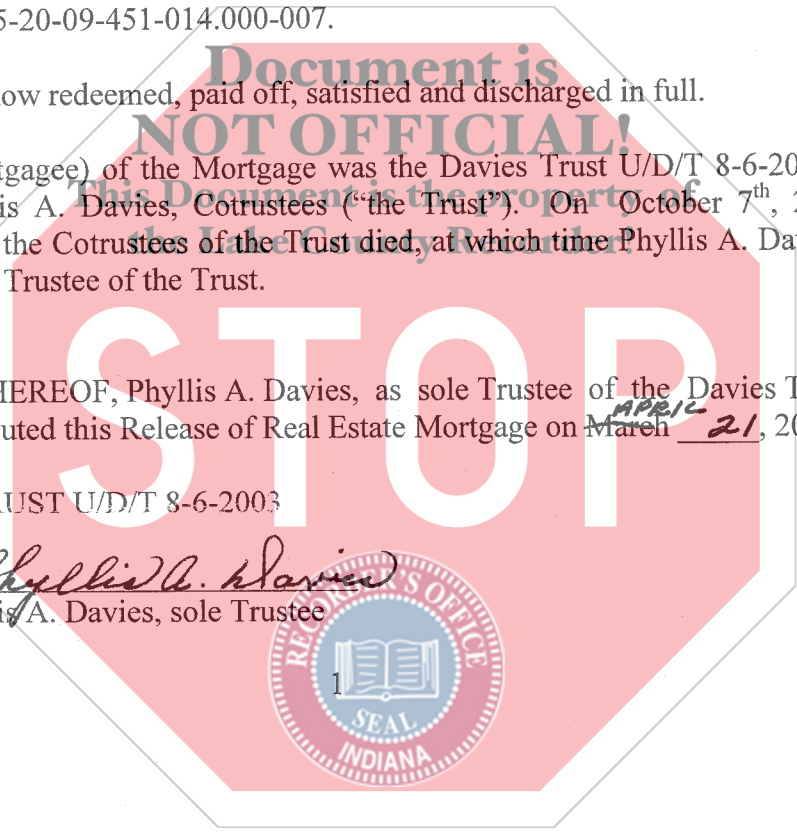 5-20-09-451-014.000-007.
Document is
ow redeemed, paid off, satisfied and discharged in full.
NOT OFFICIAL!
tgagee) of the Mortgage was the Davies Trust U/D/T 8-6-20
This Document is the property of
is A. Davies, Cotrustees (“the Trust”). On October 7th, 2
the Lake County Recorder!
the Cotrustees of the Trust died, at which time Phyllis A. Da
Trustee of the Trust.
STOP
HEREOF, Phyllis A. Davies, as sole Trustee of the Davies T
APRIL
uted this Release of Real Estate Mortgage on March 21, 20
RUST U/D/T 8-6-2003
Phyllis A. Davies
is A. Davies, sole Trustee
RECORDER'S OFFICE
1
SEAL
INDIANA